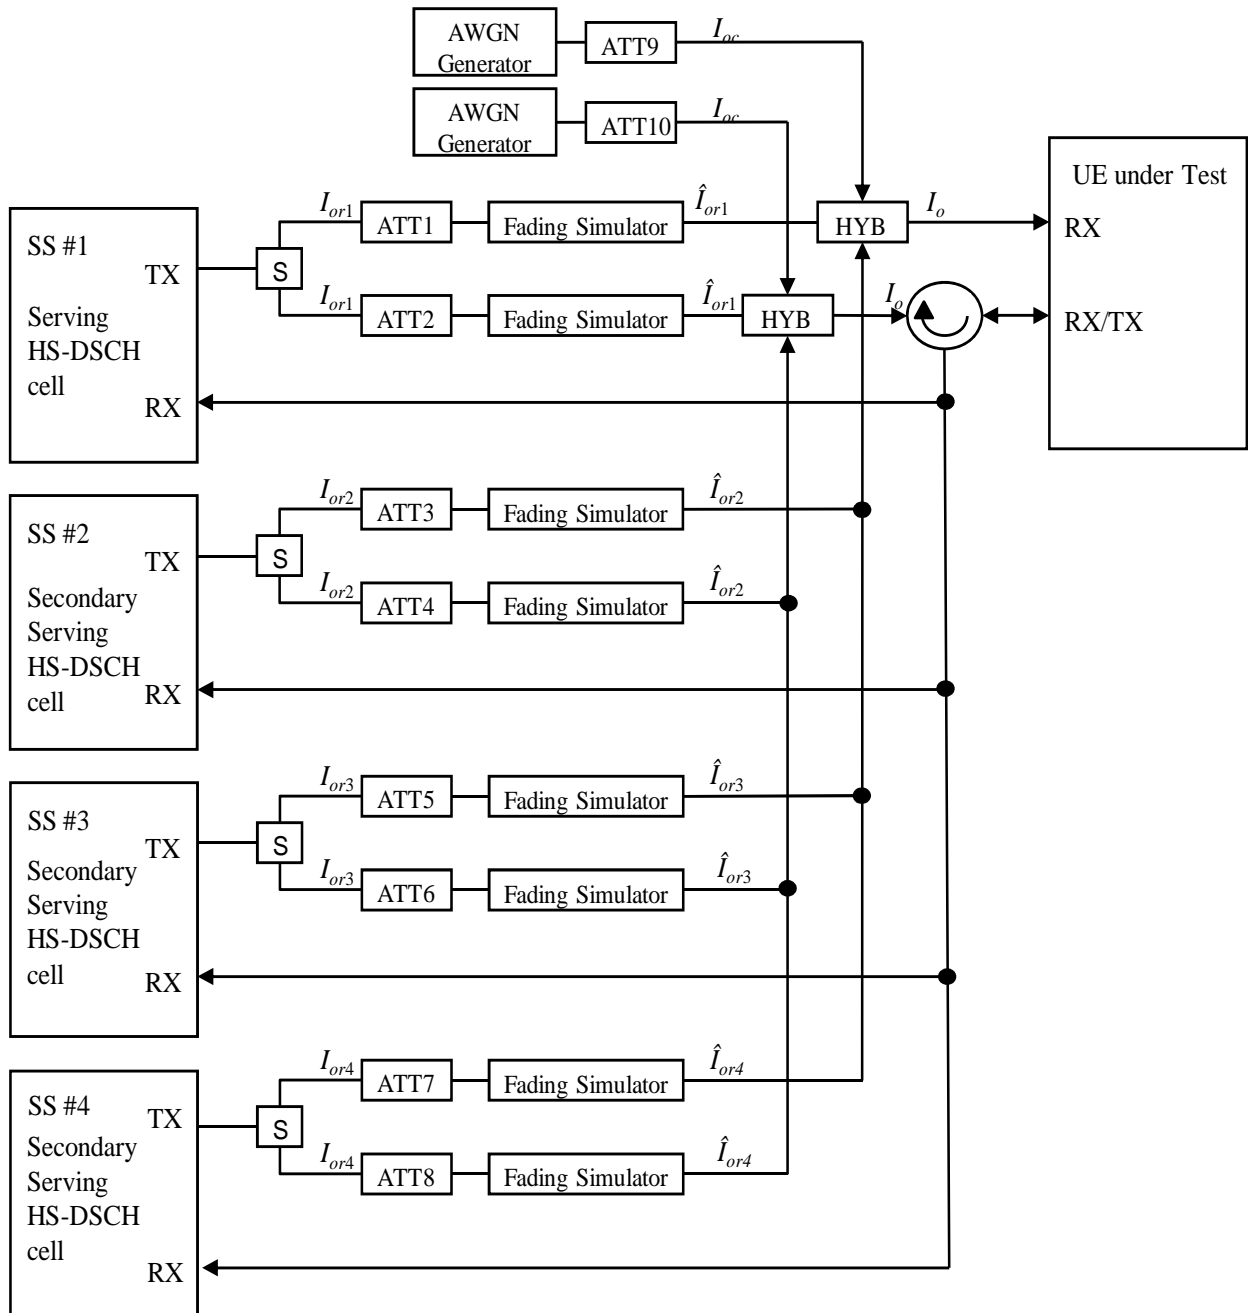 AWGN
Generator
ATT9
I_oc
AWGN
Generator
ATT10
I_oc
UE under Test
RX
RX/TX
SS #1
TX
Serving
HS-DSCH
cell
RX
S
I_or1
ATT1
Fading Simulator
Î_or1
HYB
I_o
I_or1
ATT2
Fading Simulator
Î_or1
HYB
I_o
SS #2
TX
Secondary
Serving
HS-DSCH
cell
RX
S
I_or2
ATT3
Fading Simulator
Î_or2
I_or2
ATT4
Fading Simulator
Î_or2
SS #3
TX
Secondary
Serving
HS-DSCH
cell
RX
S
I_or3
ATT5
Fading Simulator
Î_or3
I_or3
ATT6
Fading Simulator
Î_or3
SS #4
TX
Secondary
Serving
HS-DSCH
cell
RX
S
I_or4
ATT7
Fading Simulator
Î_or4
I_or4
ATT8
Fading Simulator
Î_or4